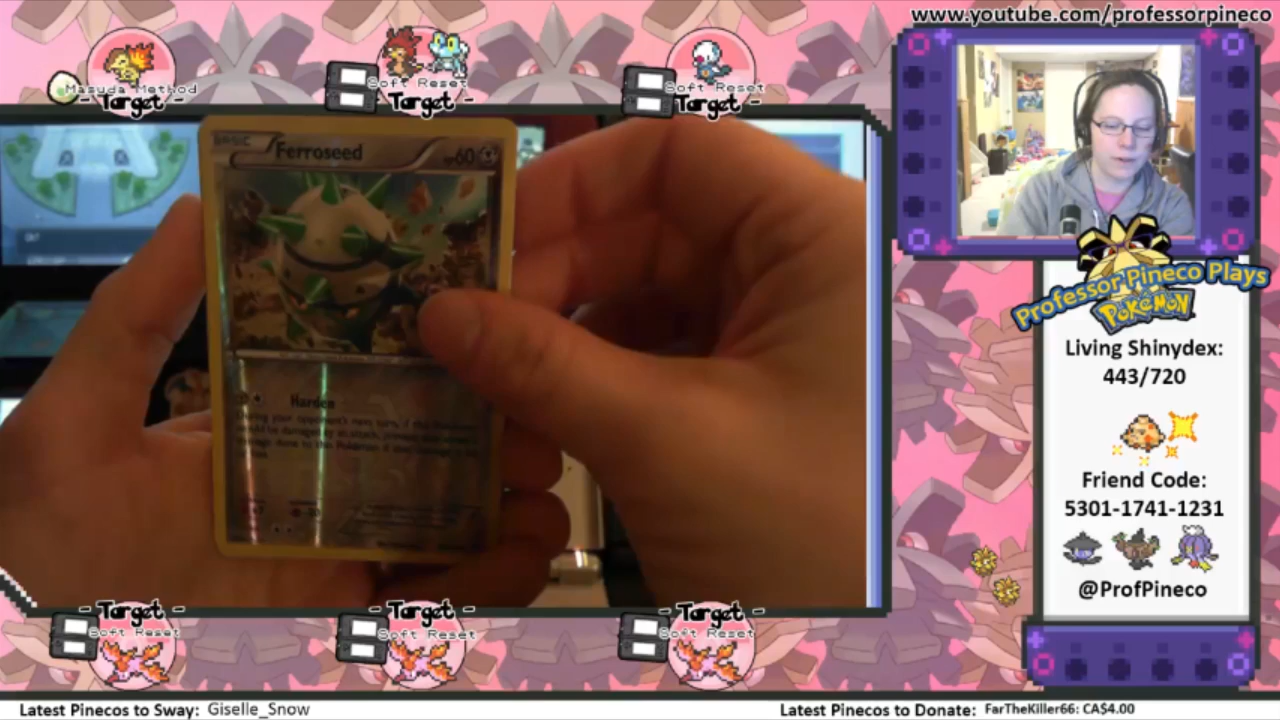 www.youtube.com/professorpineco
Masuda Method
- Target -
Soft Reset
- Target -
Soft Reset
- Target -
BASIC
Ferroseed
HP60
Harden
Professor Pineco Plays
Pokémon
Living Shinydex:
443/720
Friend Code:
5301-1741-1231
@ProfPineco
- Target -
Soft Reset
- Target -
Soft Reset
- Target -
Soft Reset
Latest Pinecos to Sway: Giselle_Snow
Latest Pinecos to Donate: FarTheKiller66: CA$4.00